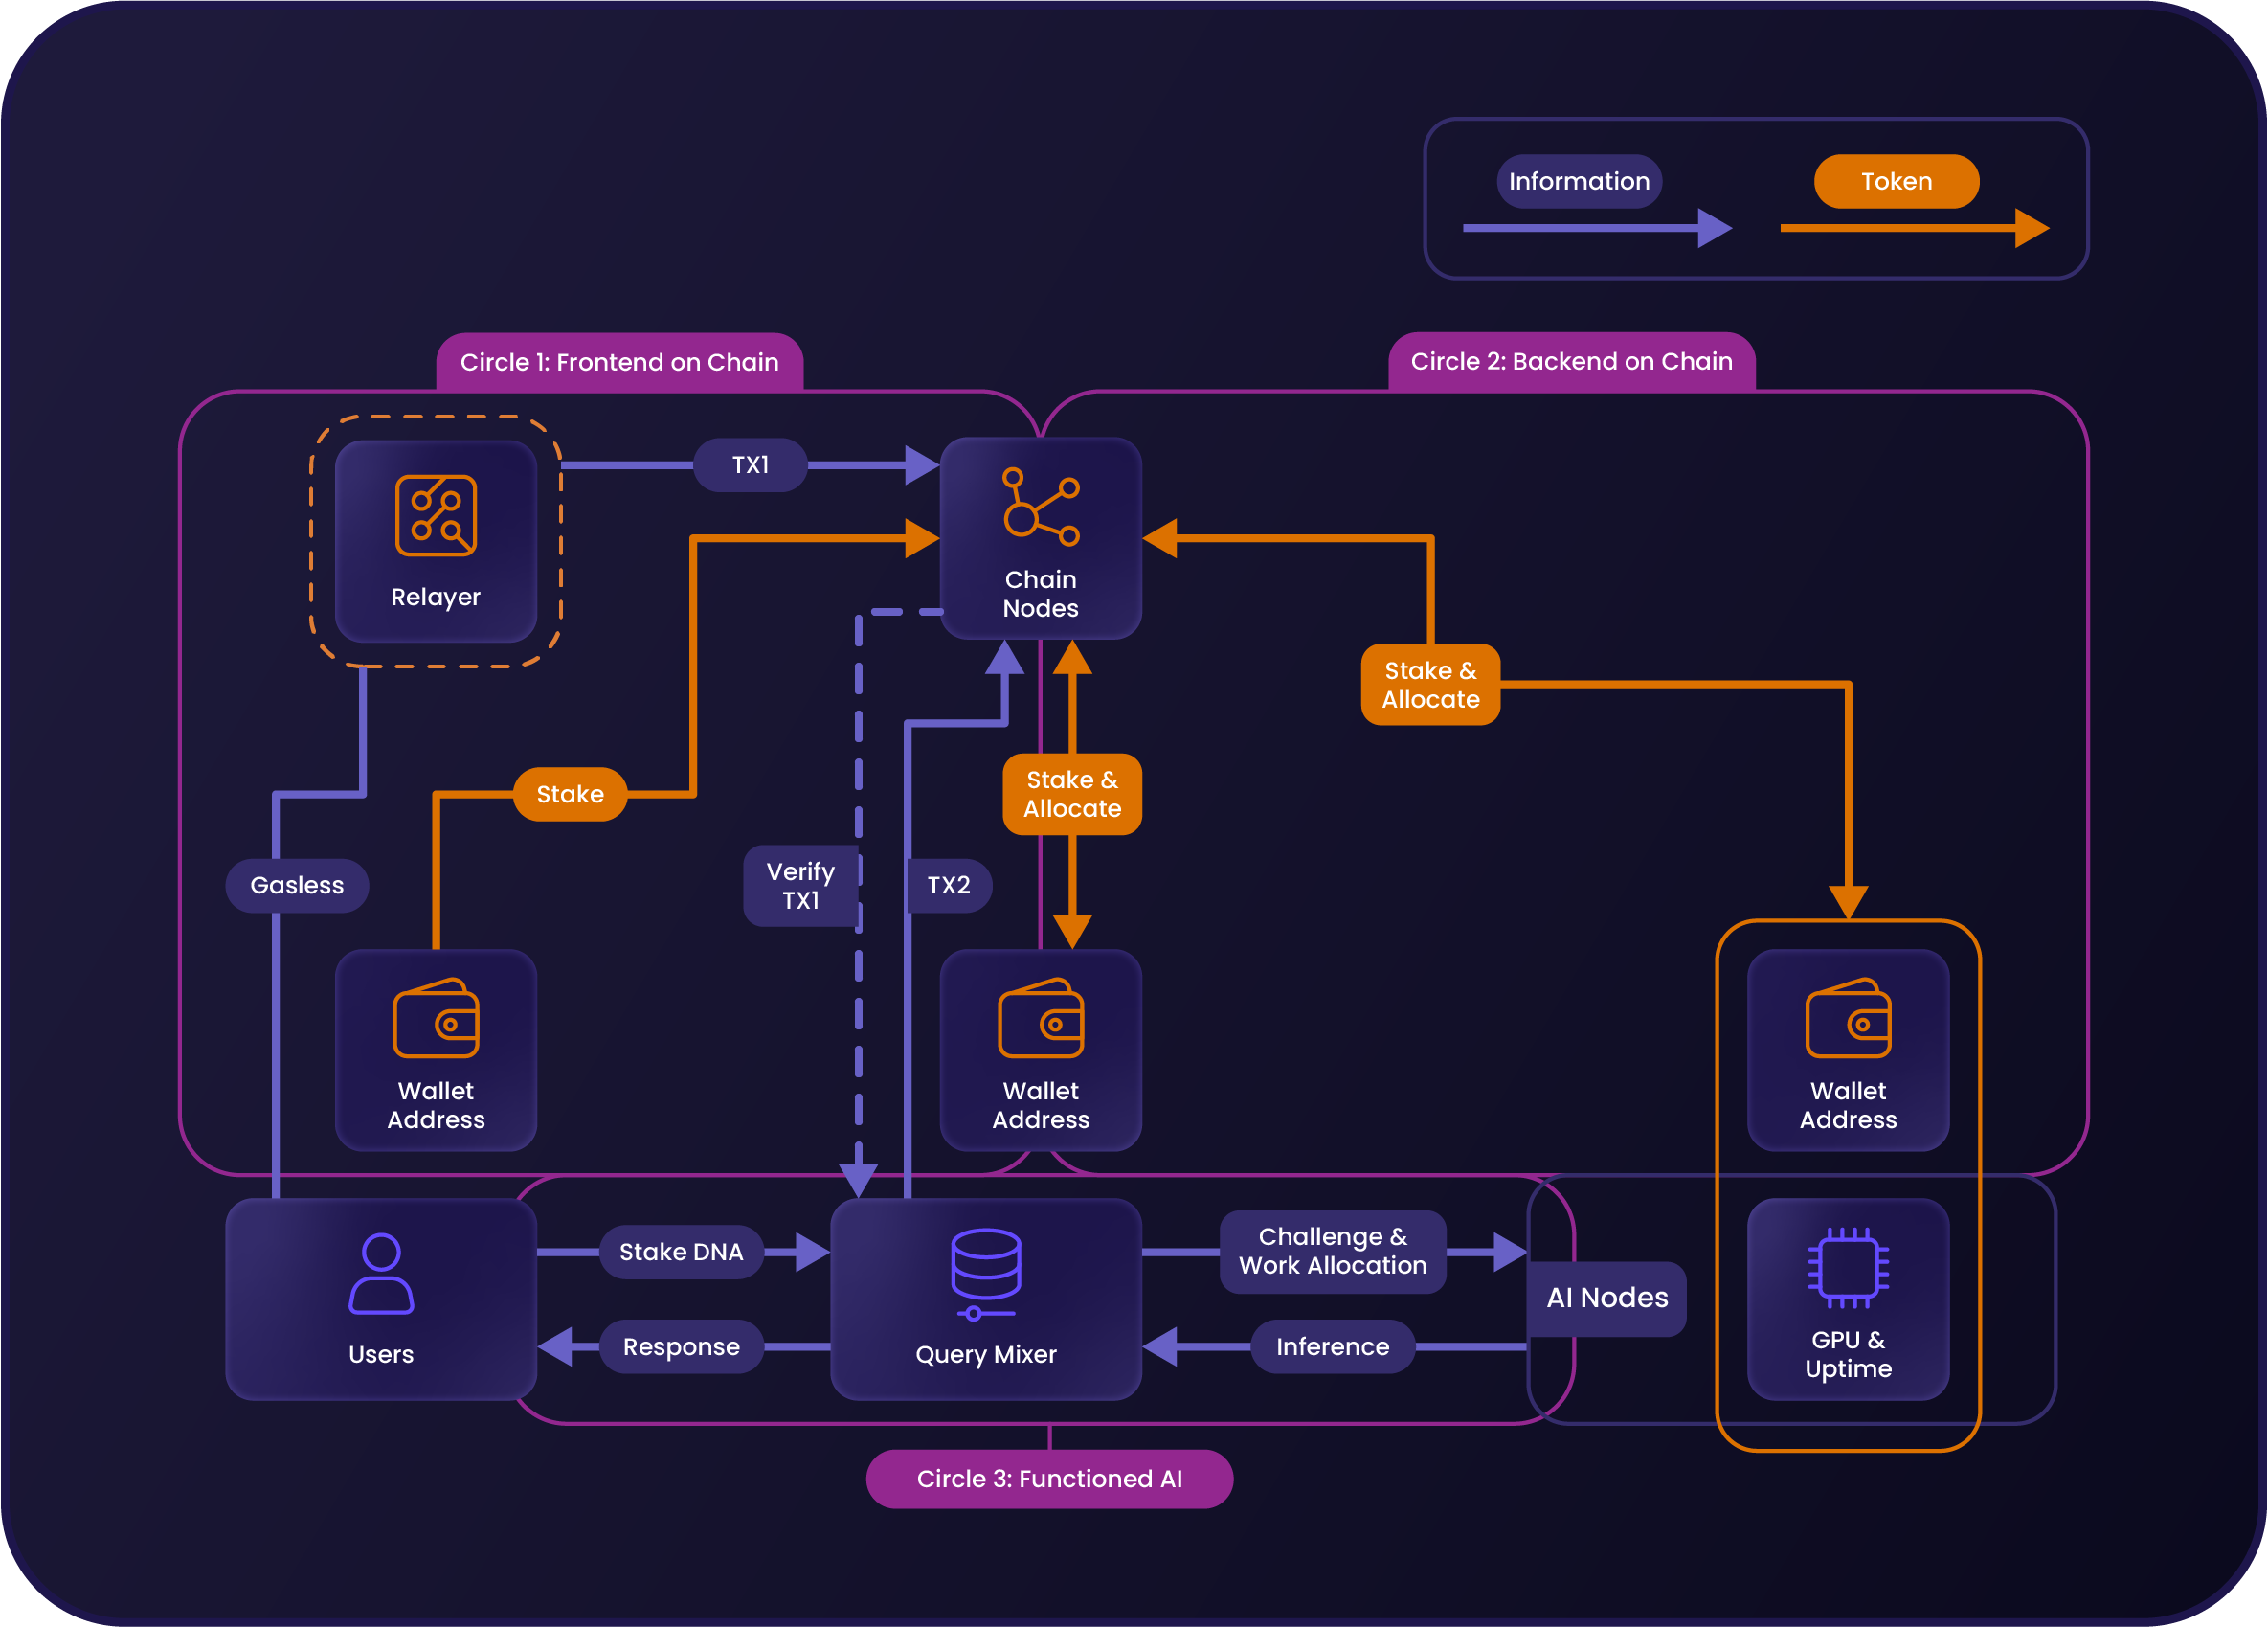 Information
Token
Circle 1: Frontend on Chain
Circle 2: Backend on Chain
TX1
Relayer
Chain
Nodes
Stake &
Allocate
Stake
Stake &
Allocate
Gasless
Verify
TX1
TX2
Wallet
Address
Wallet
Address
Wallet
Address
Stake DNA
Challenge &
Work Allocation
AI Nodes
Users
Response
Query Mixer
Inference
GPU &
Uptime
Circle 3: Functioned AI